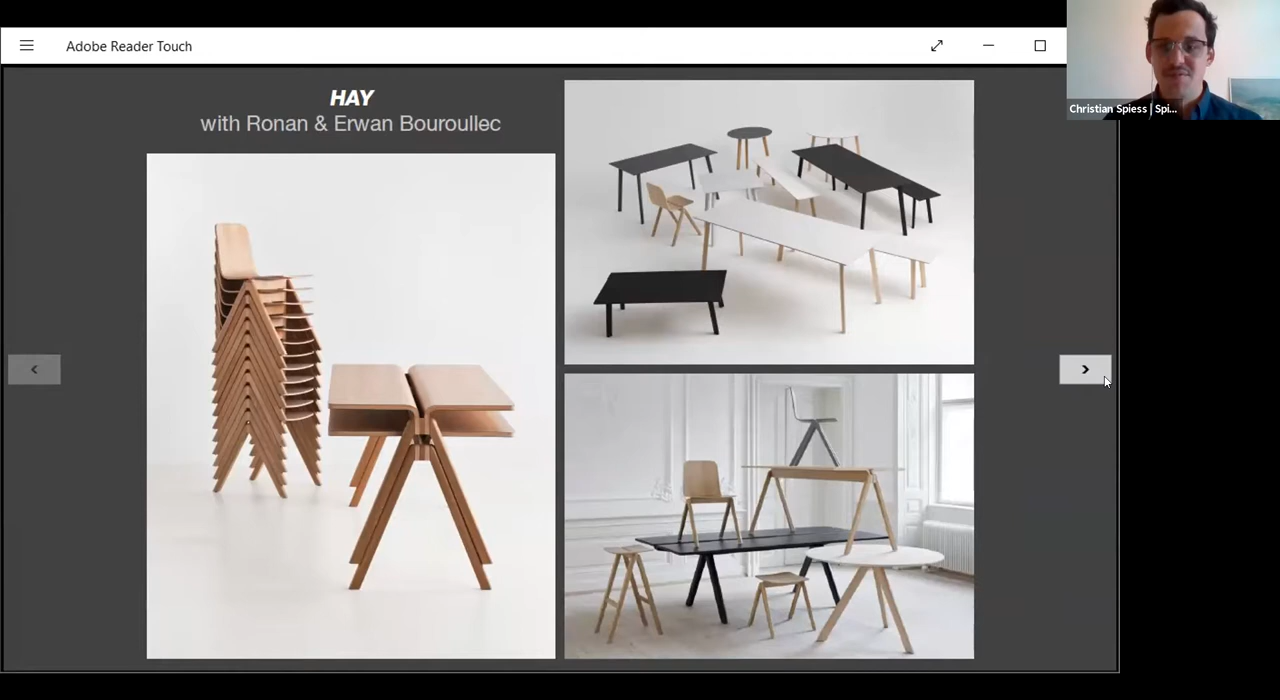 Adobe Reader Touch
HAY
with Ronan & Erwan Bouroullec
Christian Spiess | Spi...